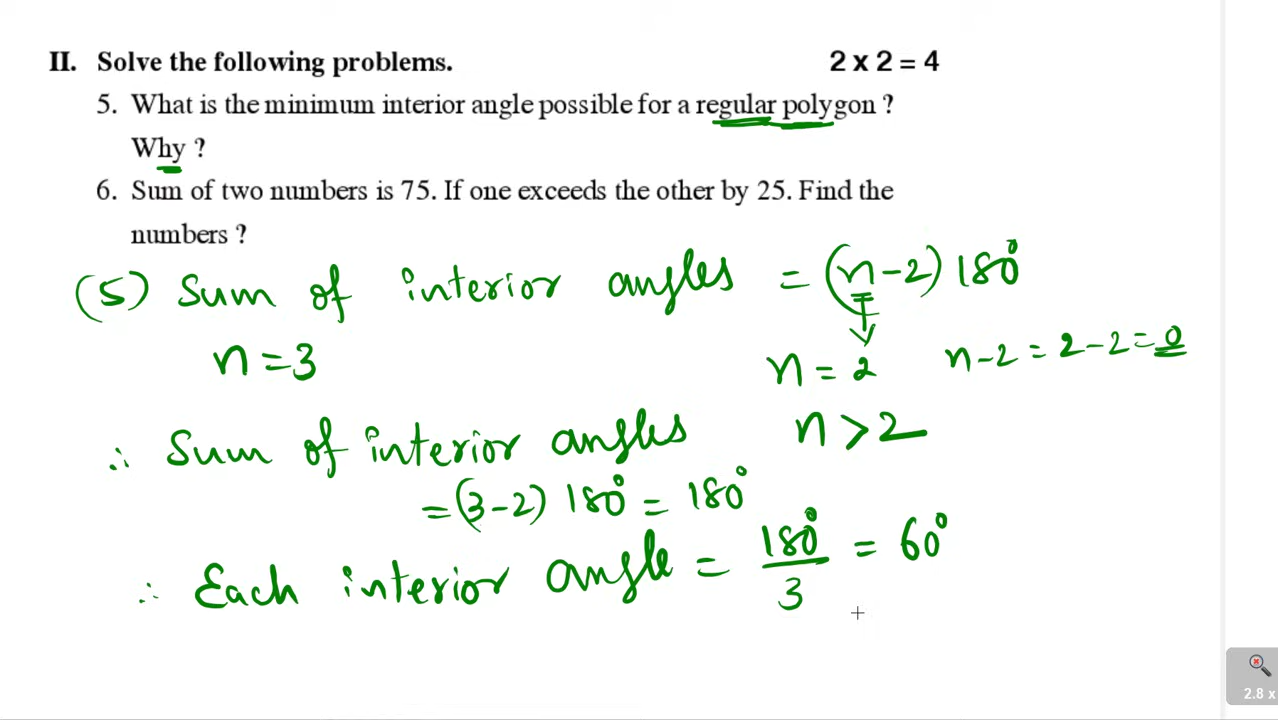 II. Solve the following problems. 2 x 2 = 4
5. What is the minimum interior angle possible for a regular polygon ?
Why ?
6. Sum of two numbers is 75. If one exceeds the other by 25. Find the
numbers ?
(5) Sum of interior angles = (n-2) 180°
n = 3
n = 2 n-2 = 2-2 = 0
∴ Sum of interior angles n > 2
= (3-2) 180° = 180°
∴ Each interior angle = 180°/3 = 60°
2.8 x